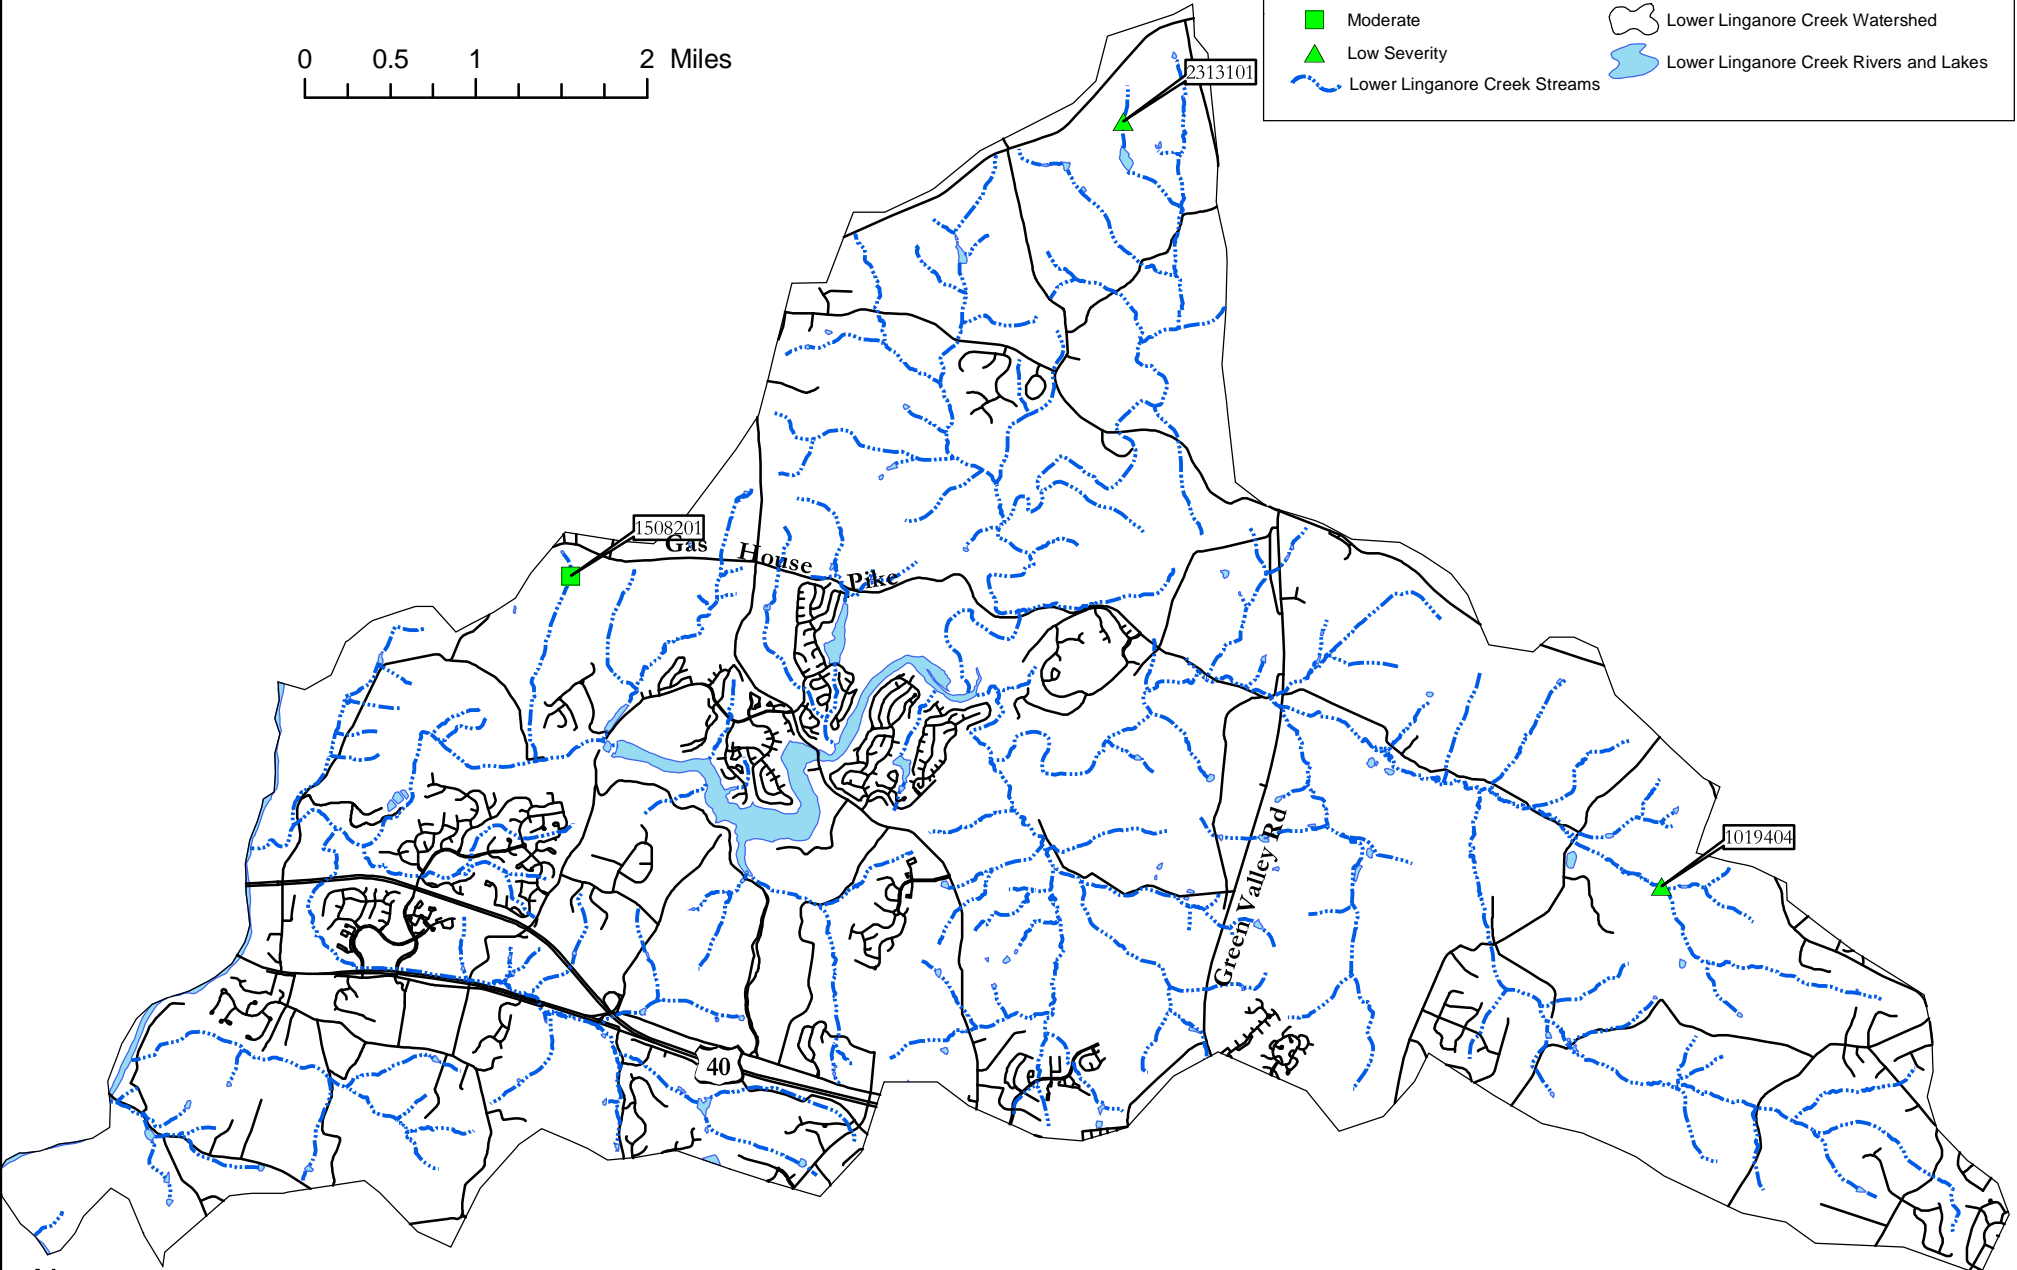 0 0.5 1 2 Miles
Moderate
Low Severity
Lower Linganore Creek Streams
Lower Linganore Creek Watershed
Lower Linganore Creek Rivers and Lakes
2313101
1508201
Gas House Pike
1019404
Green Valley Rd
40